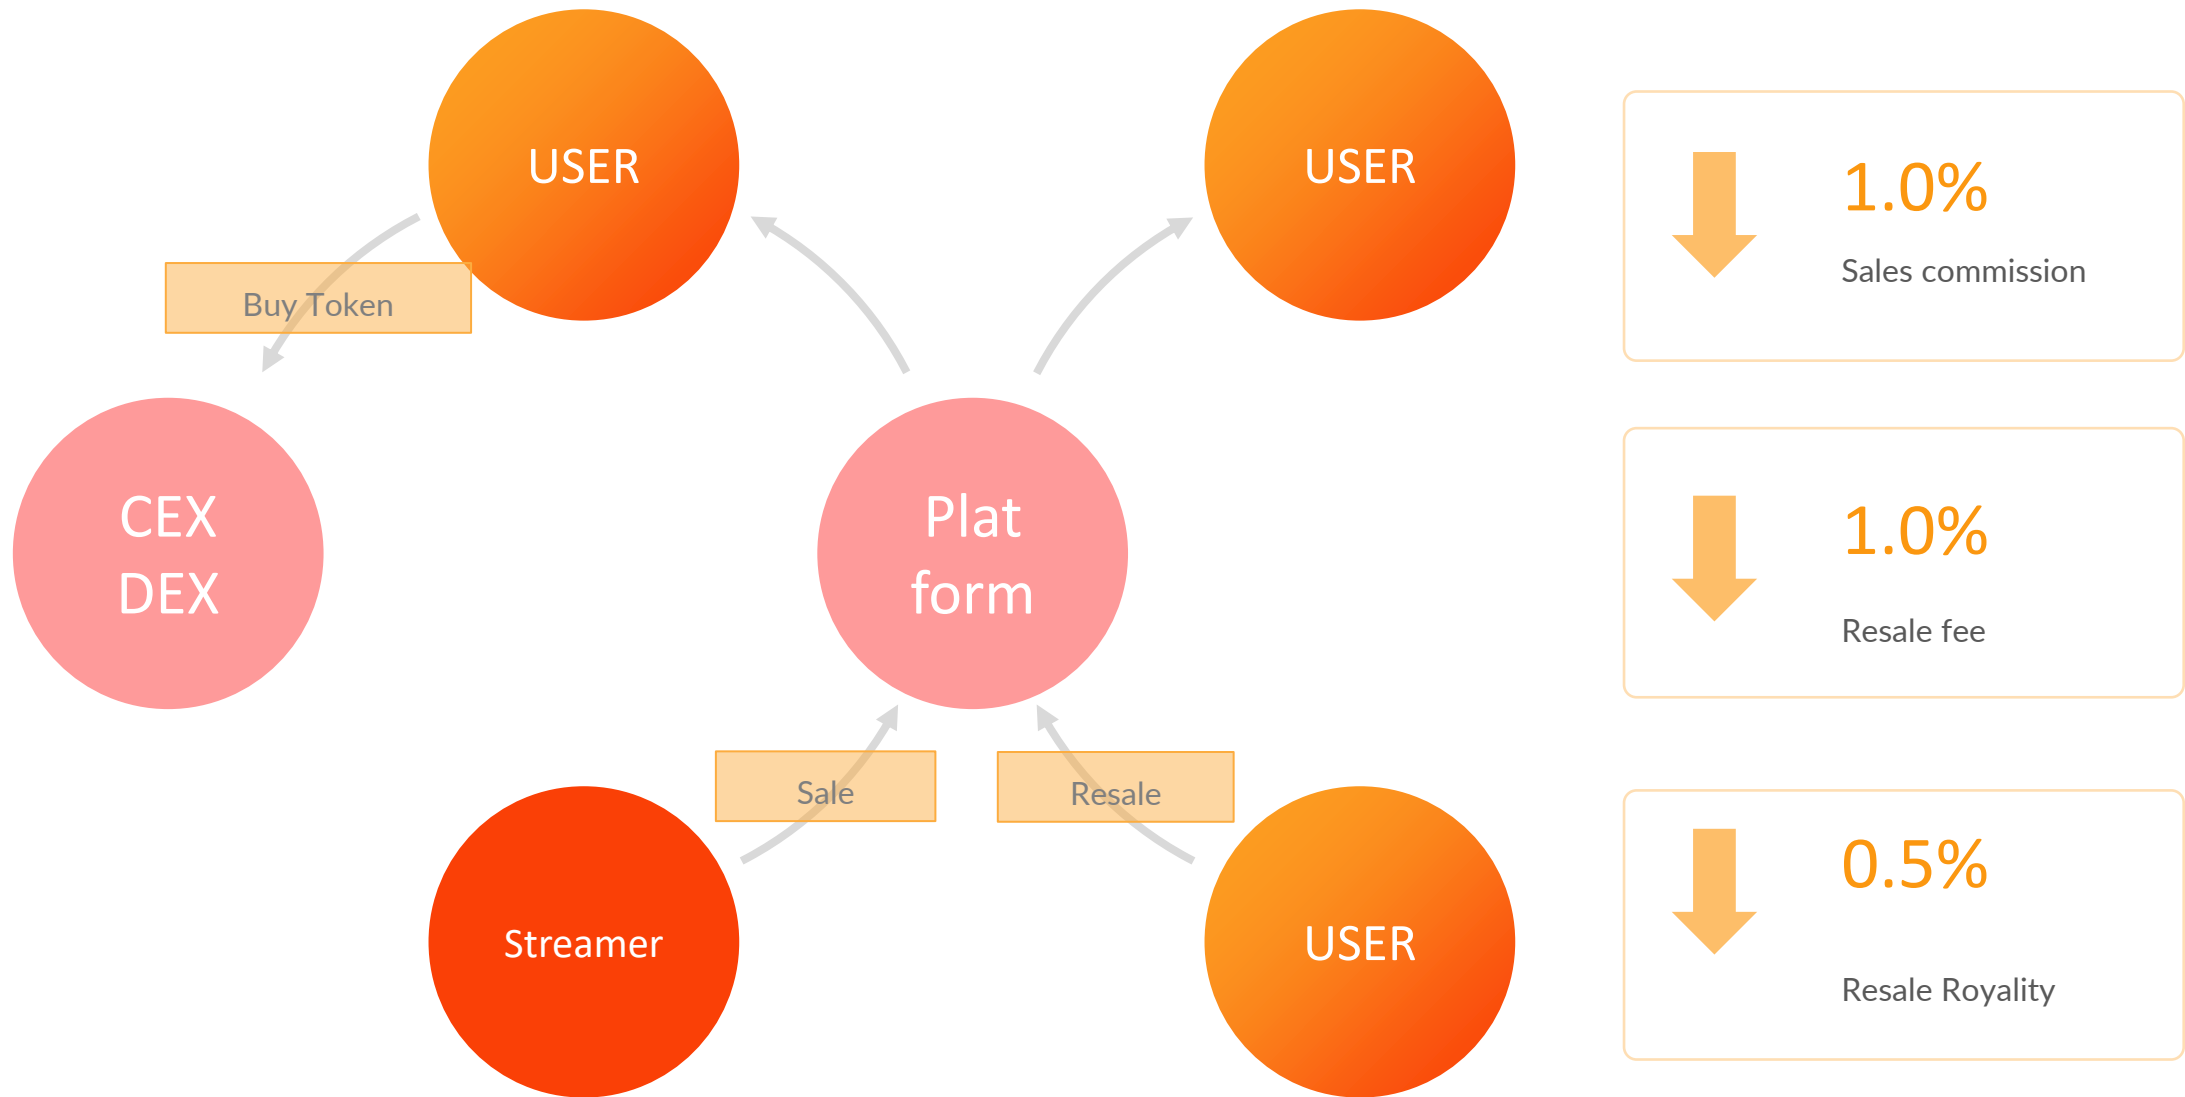 USER
USER
Buy Token
CEX
DEX
Plat
form
Sale
Resale
Streamer
USER
1.0%
Sales commission
1.0%
Resale fee
0.5%
Resale Royality